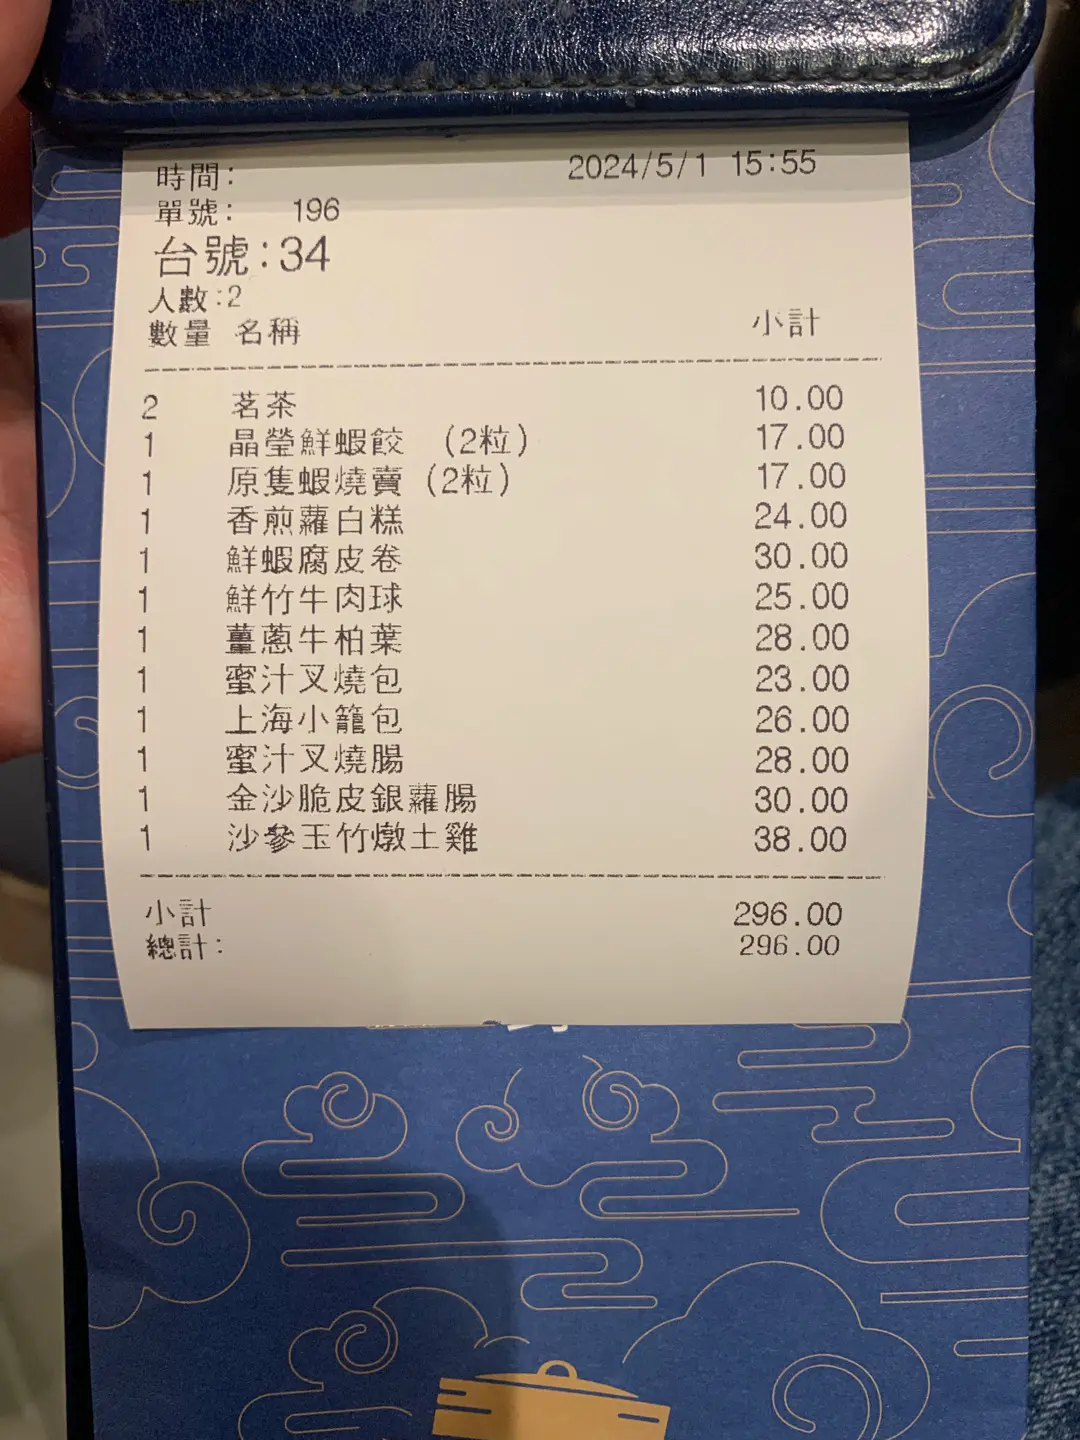 時間: 2024/5/1 15:55
單號: 196
台號:34
人數:2
數量 名稱 小計
2 茗茶 10.00
1 晶瑩鮮蝦餃 (2粒) 17.00
1 原隻蝦燒賣(2粒) 17.00
1 香煎蘿白糕 24.00
1 鮮蝦腐皮卷 30.00
1 鮮竹牛肉球 25.00
1 薑蔥牛柏葉 28.00
1 蜜汁叉燒包 23.00
1 上海小籠包 26.00
1 蜜汁叉燒腸 28.00
1 金沙脆皮銀蘿腸 30.00
1 沙參玉竹燉土雞 38.00
小計 296.00
總計: 296.00